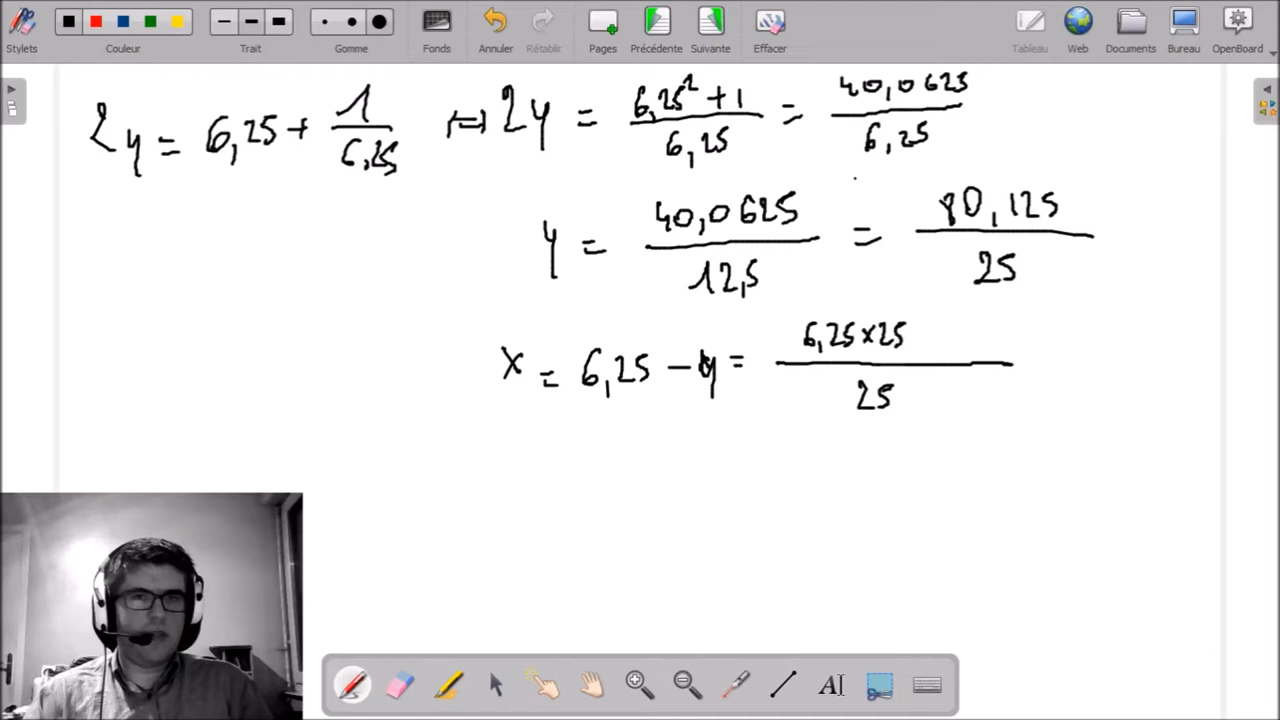 Stylets Couleur Trait Gomme Fonds Annuler Rétablir Pages Précédente Suivante Effacer Tableau Web Documents Bureau OpenBoard
2y = 6,25 + 1/6,25 ⟺ 2y = (6,25² + 1)/6,25 = 40,0625/6,25
y = 40,0625/12,5 = 80,125/25
x = 6,25 - y = 6,25×25/25
AI